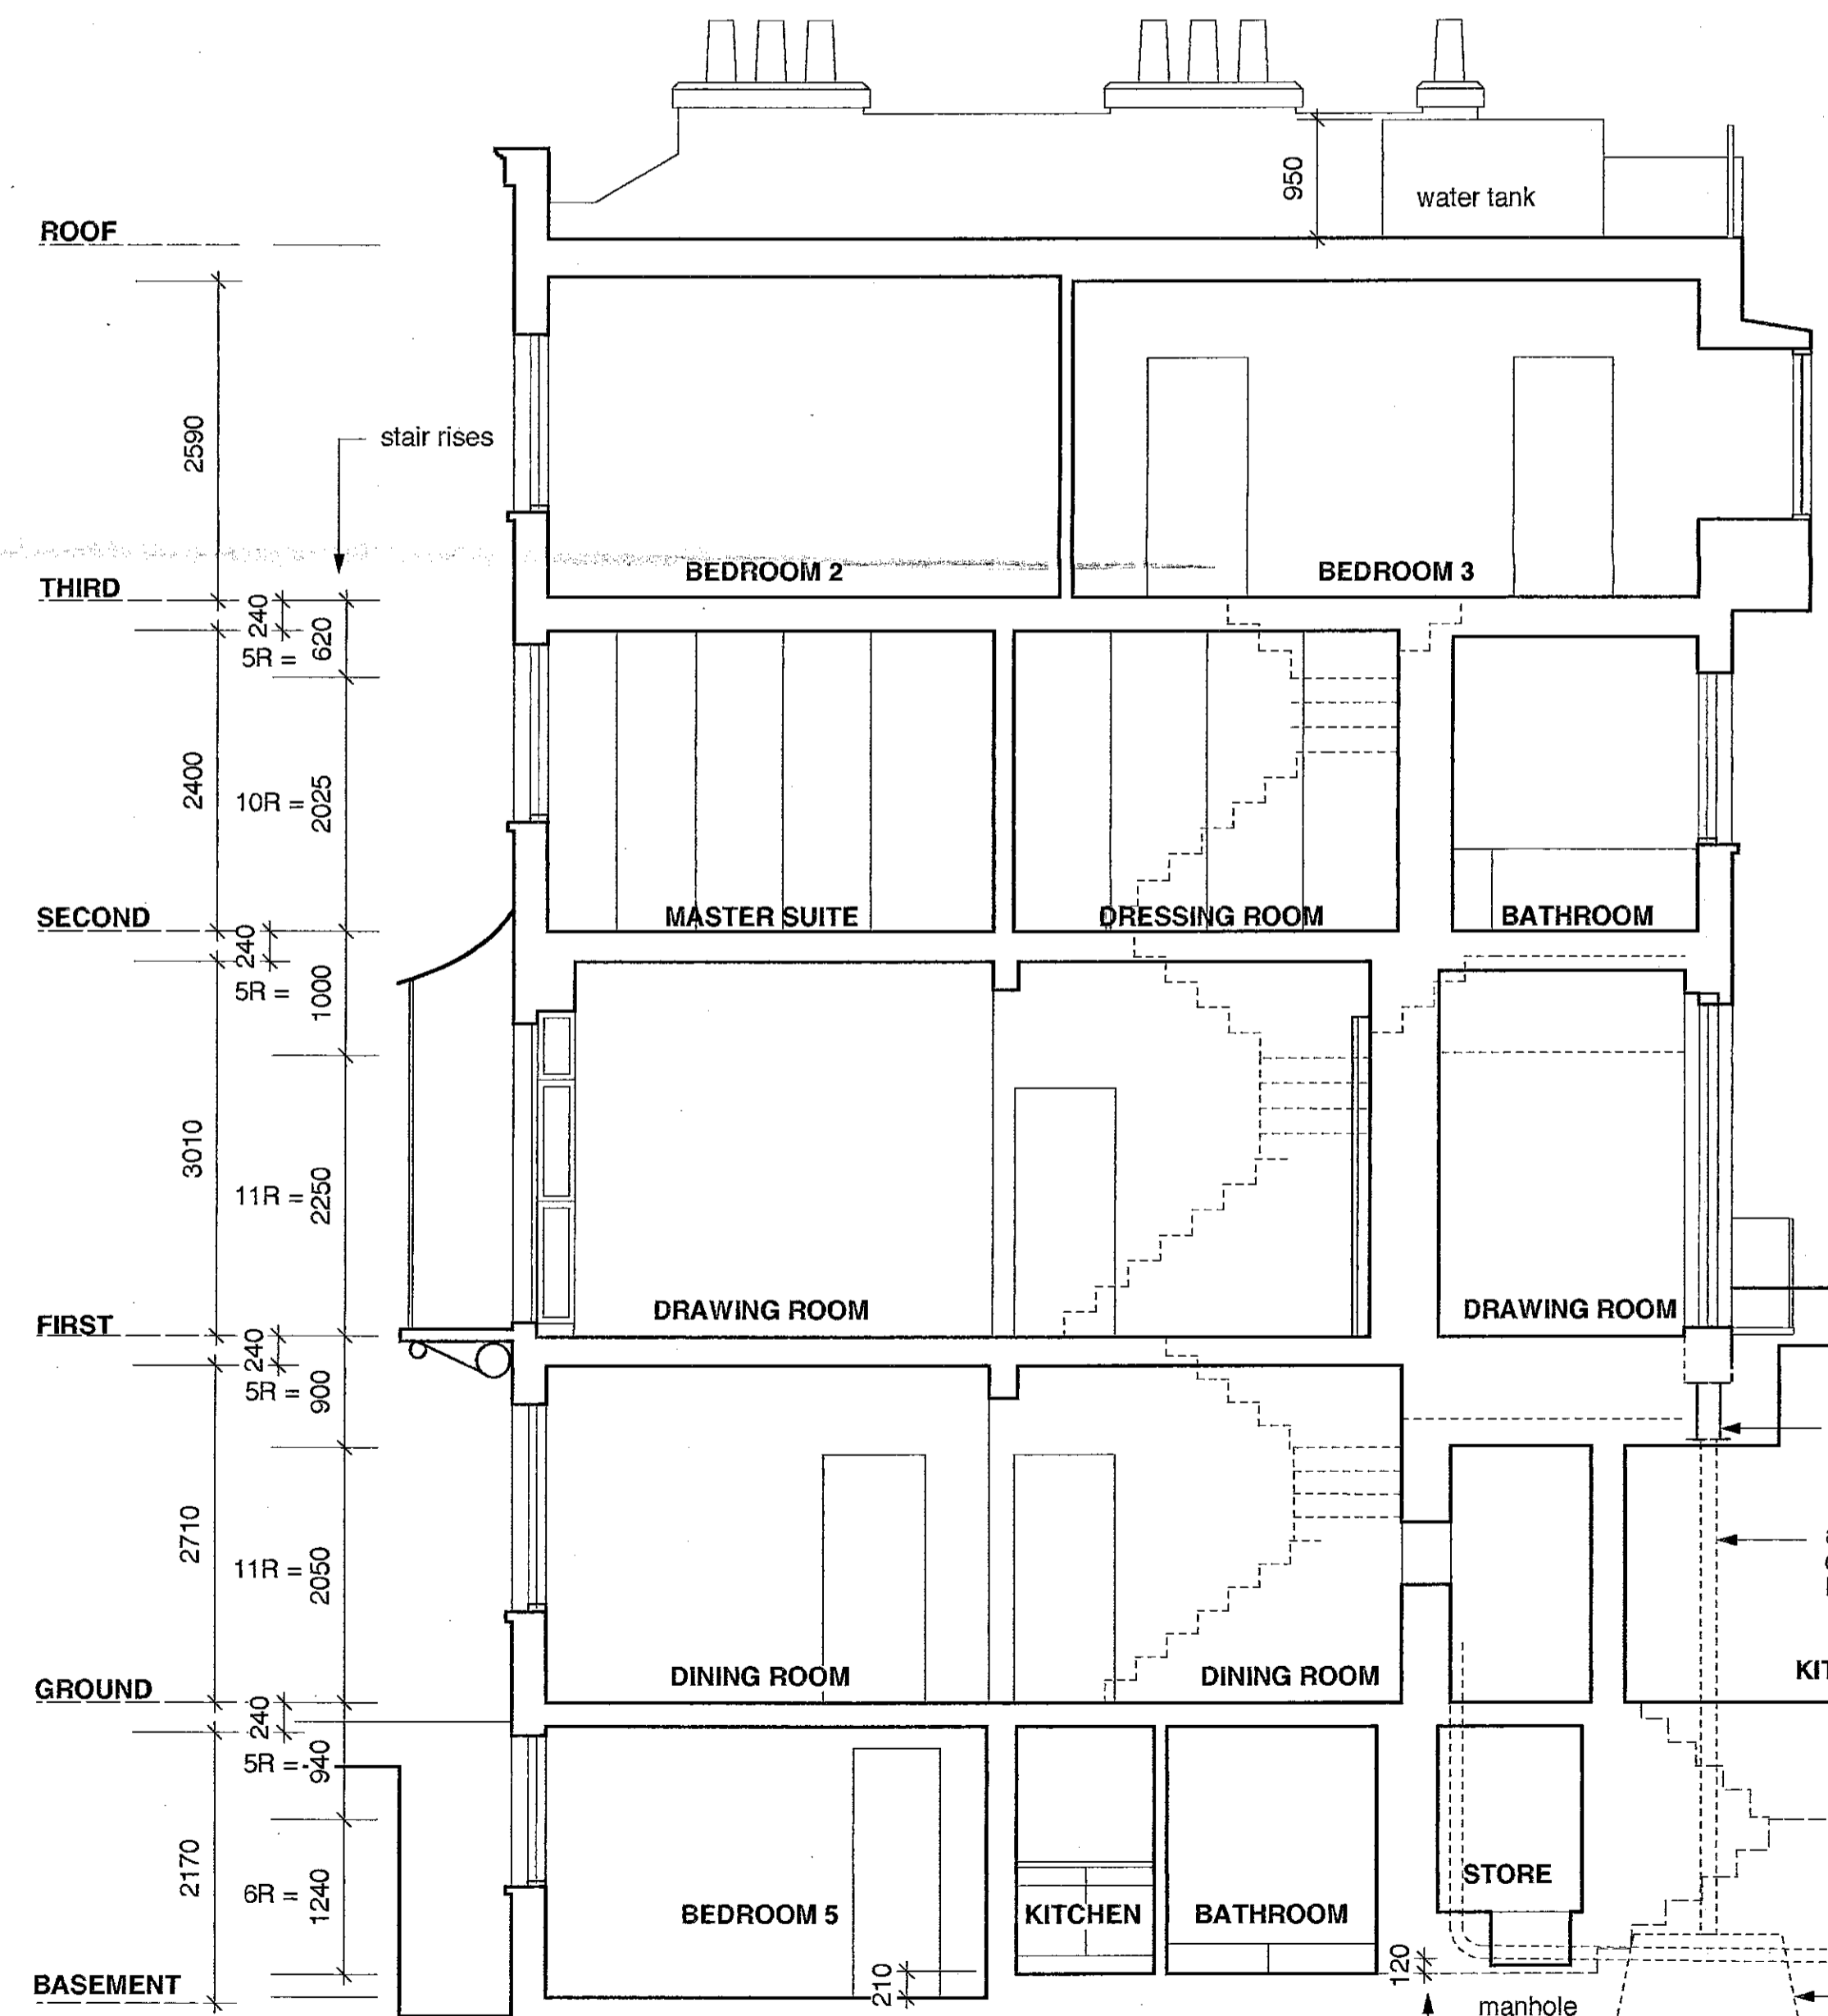 950
water tank
ROOF
2590
stair rises
BEDROOM 2
BEDROOM 3
THIRD
240
5R = 620
2400
10R = 2025
MASTER SUITE
DRESSING ROOM
BATHROOM
SECOND
240
5R = 1000
3010
11R = 2250
DRAWING ROOM
DRAWING ROOM
FIRST
240
5R = 900
2710
11R = 2050
DINING ROOM
DINING ROOM
KIT
GROUND
240
5R = 940
2170
6R = 1240
STORE
BEDROOM 5
KITCHEN
BATHROOM
210
120
BASEMENT
manhole